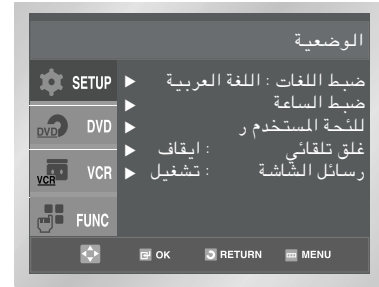 الوضعية
SETUP
ضبط اللغات : اللغة العربية
ضبط الساعة
DVD
للئحة المستخدم ر
غلق تلقائي : ايقاف
VCR
رسائل الشاشة : تشغيل
FUNC
OK RETURN MENU